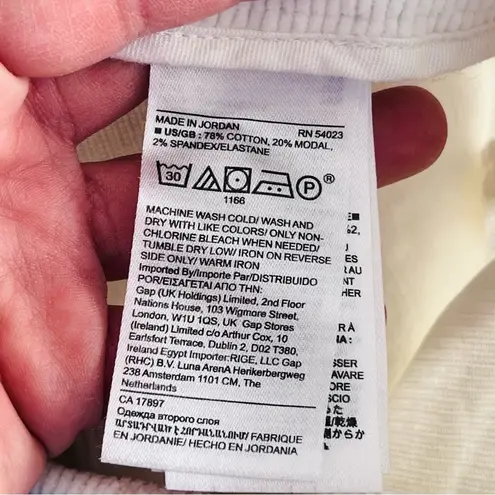 MADE IN JORDAN RN 54023
■ US/GB: 78% COTTON, 20% MODAL,
2% SPANDEX/ELASTANE
30 P ®
1166
MACHINE WASH COLD/ WASH AND
DRY WITH LIKE COLORS/ ONLY NON-
CHLORINE BLEACH WHEN NEEDED/
TUMBLE DRY LOW/ IRON ON REVERSE
SIDE ONLY/ WARM IRON
Imported By/Importe Par/DISTRIBUIDO
POR/ΕΙΣΑΓΕΤΑΙ ΑΠΟ ΤΗΝ:
Gap (UK Holdings) Limited, 2nd Floor
Nations House, 103 Wigmore Street,
London, W1U 1QS, UK Gap Stores
(Ireland) Limited c/o Arthur Cox, 10
Earlsfort Terrace, Dublin 2, D02 T380,
Ireland Egypt Importer:RIGE, LLC Gap
(RHC) B.V. Luna ArenA Herikerbergweg
238 Amsterdam 1101 CM, The
Netherlands
CA 17897
Одежда второго слоя
ԱՐՏԱԴՐՎԱԾ Է ՀՈՐԴԱՆԱՆՈՒՄ/ FABRIQUE
EN JORDANIE/ HECHO EN JORDANIA